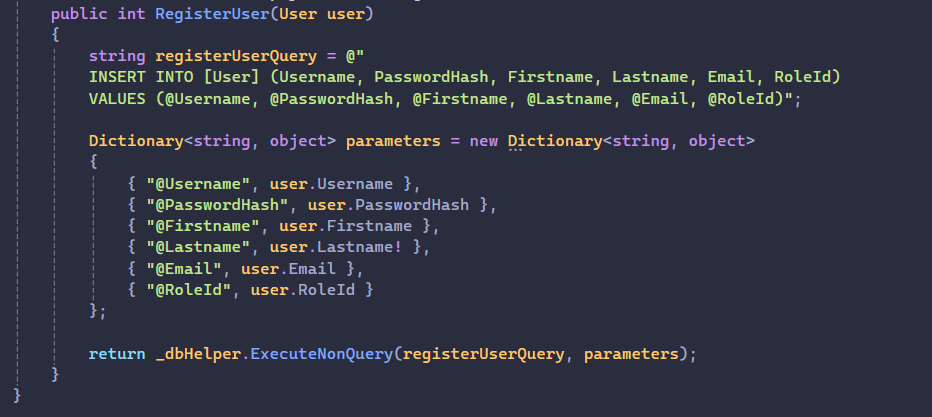 public int RegisterUser(User user)
{
string registerUserQuery = @"
INSERT INTO [User] (Username, PasswordHash, Firstname, Lastname, Email, RoleId)
VALUES (@Username, @PasswordHash, @Firstname, @Lastname, @Email, @RoleId)";
Dictionary<string, object> parameters = new Dictionary<string, object>
{
{ "@Username", user.Username },
{ "@PasswordHash", user.PasswordHash },
{ "@Firstname", user.Firstname },
{ "@Lastname", user.Lastname! },
{ "@Email", user.Email },
{ "@RoleId", user.RoleId }
};
return _dbHelper.ExecuteNonQuery(registerUserQuery, parameters);
}
}